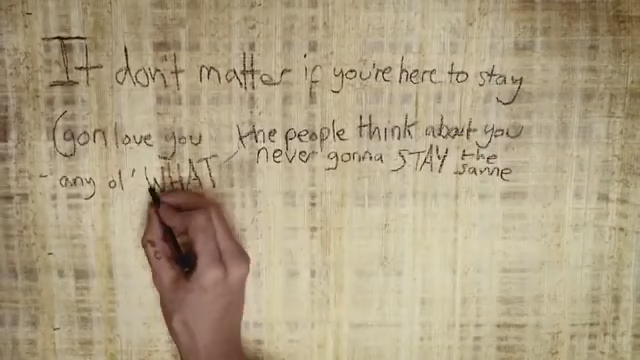 It don't matter if you're here to stay
(gon love you the people think about you
never gonna STAY the same
- any ol' WHAT